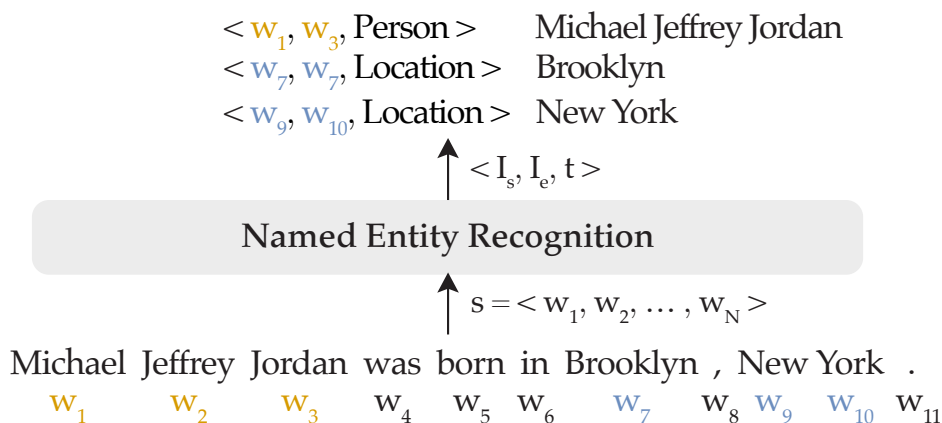 < w₁, w₃, Person > Michael Jeffrey Jordan
< w₇, w₇, Location > Brooklyn
< w₉, w₁₀, Location > New York
< Iₛ, Iₑ, t >
Named Entity Recognition
s = < w₁, w₂, … , w_N >
Michael Jeffrey Jordan was born in Brooklyn , New York .
w₁ w₂ w₃ w₄ w₅ w₆ w₇ w₈ w₉ w₁₀ w₁₁